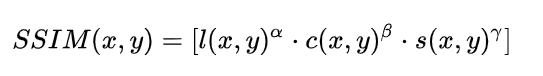 SSIM(x, y) = [l(x, y)^α · c(x, y)^β · s(x, y)^γ]